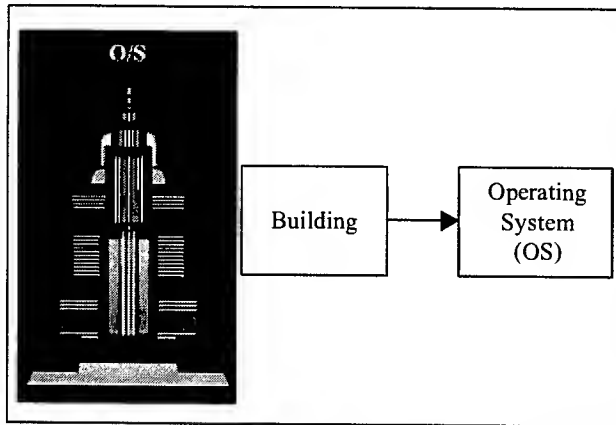 O/S
Building
Operating
System
(OS)